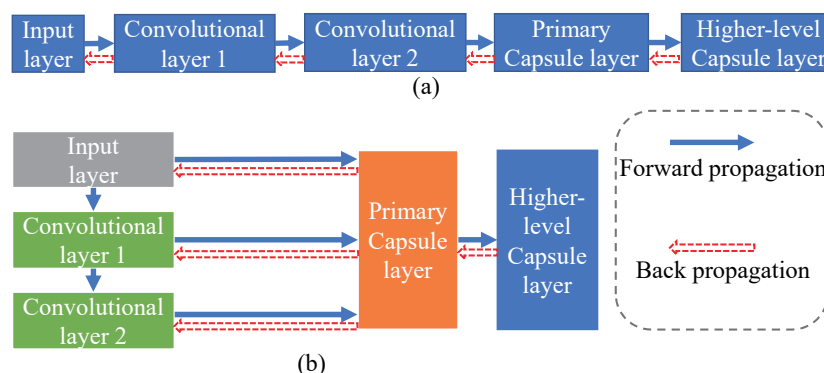 Input
layer
Convolutional
layer 1
Convolutional
layer 2
Primary
Capsule layer
Higher-level
Capsule layer
(a)
Input
layer
Convolutional
layer 1
Convolutional
layer 2
Primary
Capsule
layer
Higher-
level
Capsule
layer
Forward propagation
Back propagation
(b)